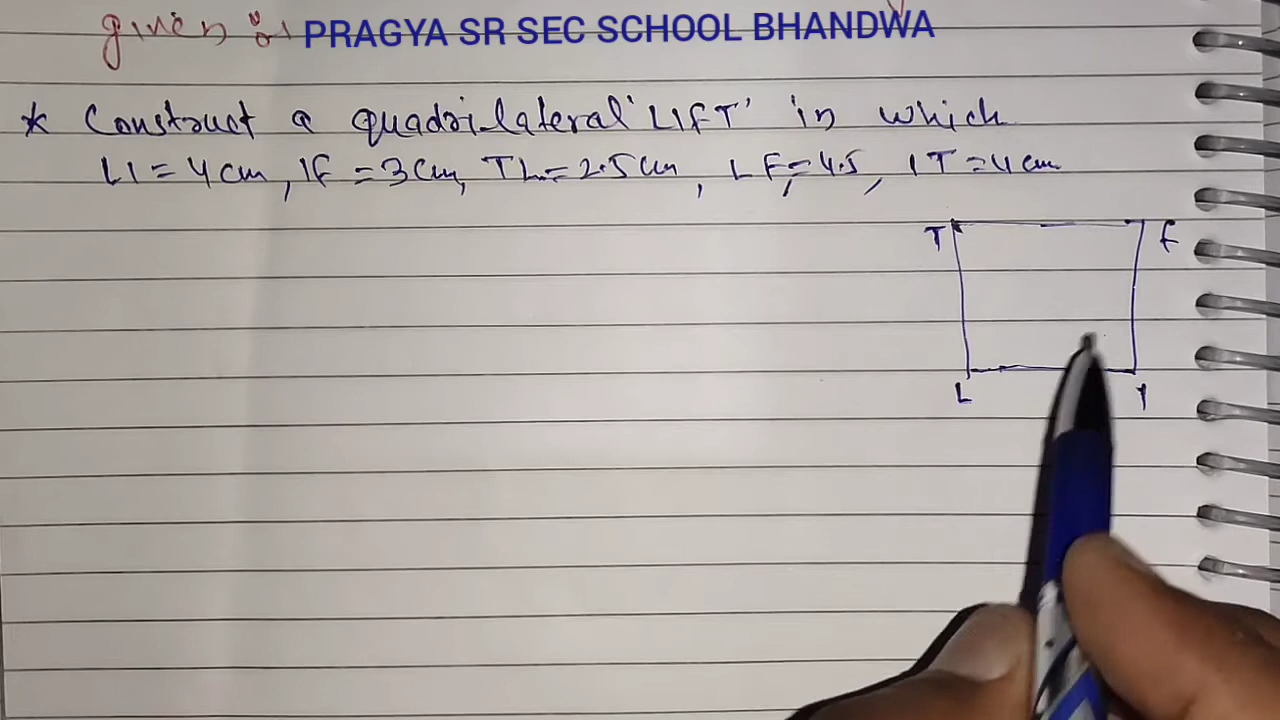 given :- PRAGYA SR SEC SCHOOL BHANDWA
* Construct a quadrilateral 'LIFT' in which
LI = 4 cm, IF = 3 cm, TL = 2.5 cm, LF = 4.5, IT = 4 cm
T F
L I